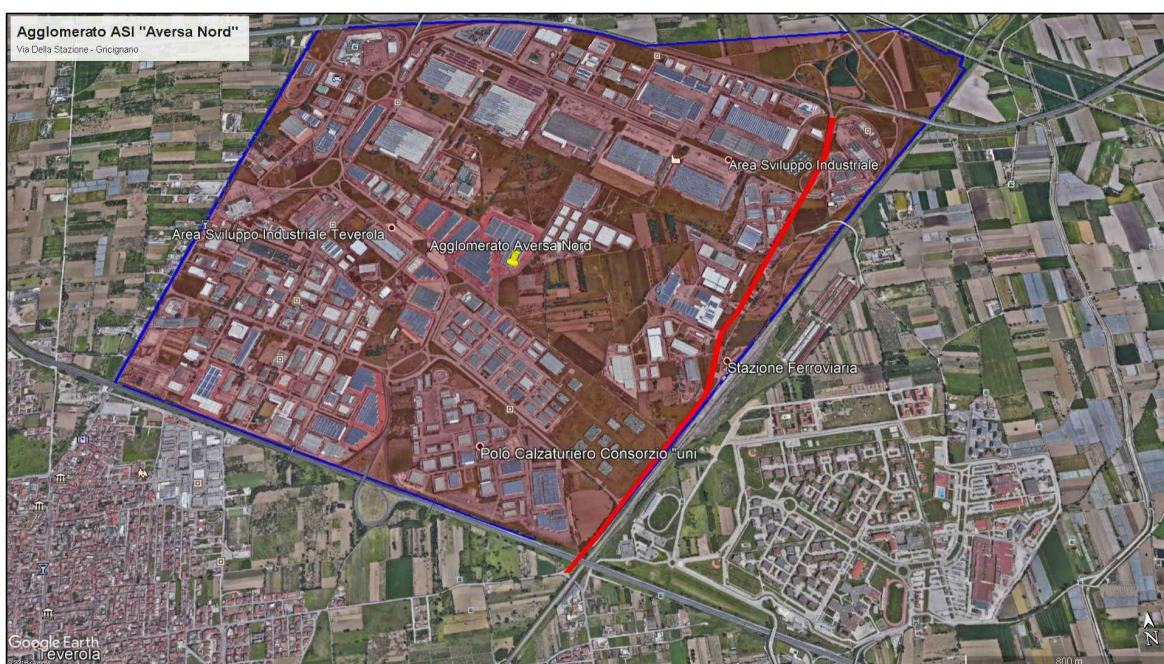 Agglomerato ASI "Aversa Nord"
Via Della Stazione - Gricignano
Area Sviluppo Industriale
Area Sviluppo Industriale Teverola
Agglomerato Aversa Nord
Stazione Ferroviaria
Polo Calzaturiero Consorzio "uni
Google Earth
Teverola
N
800 m